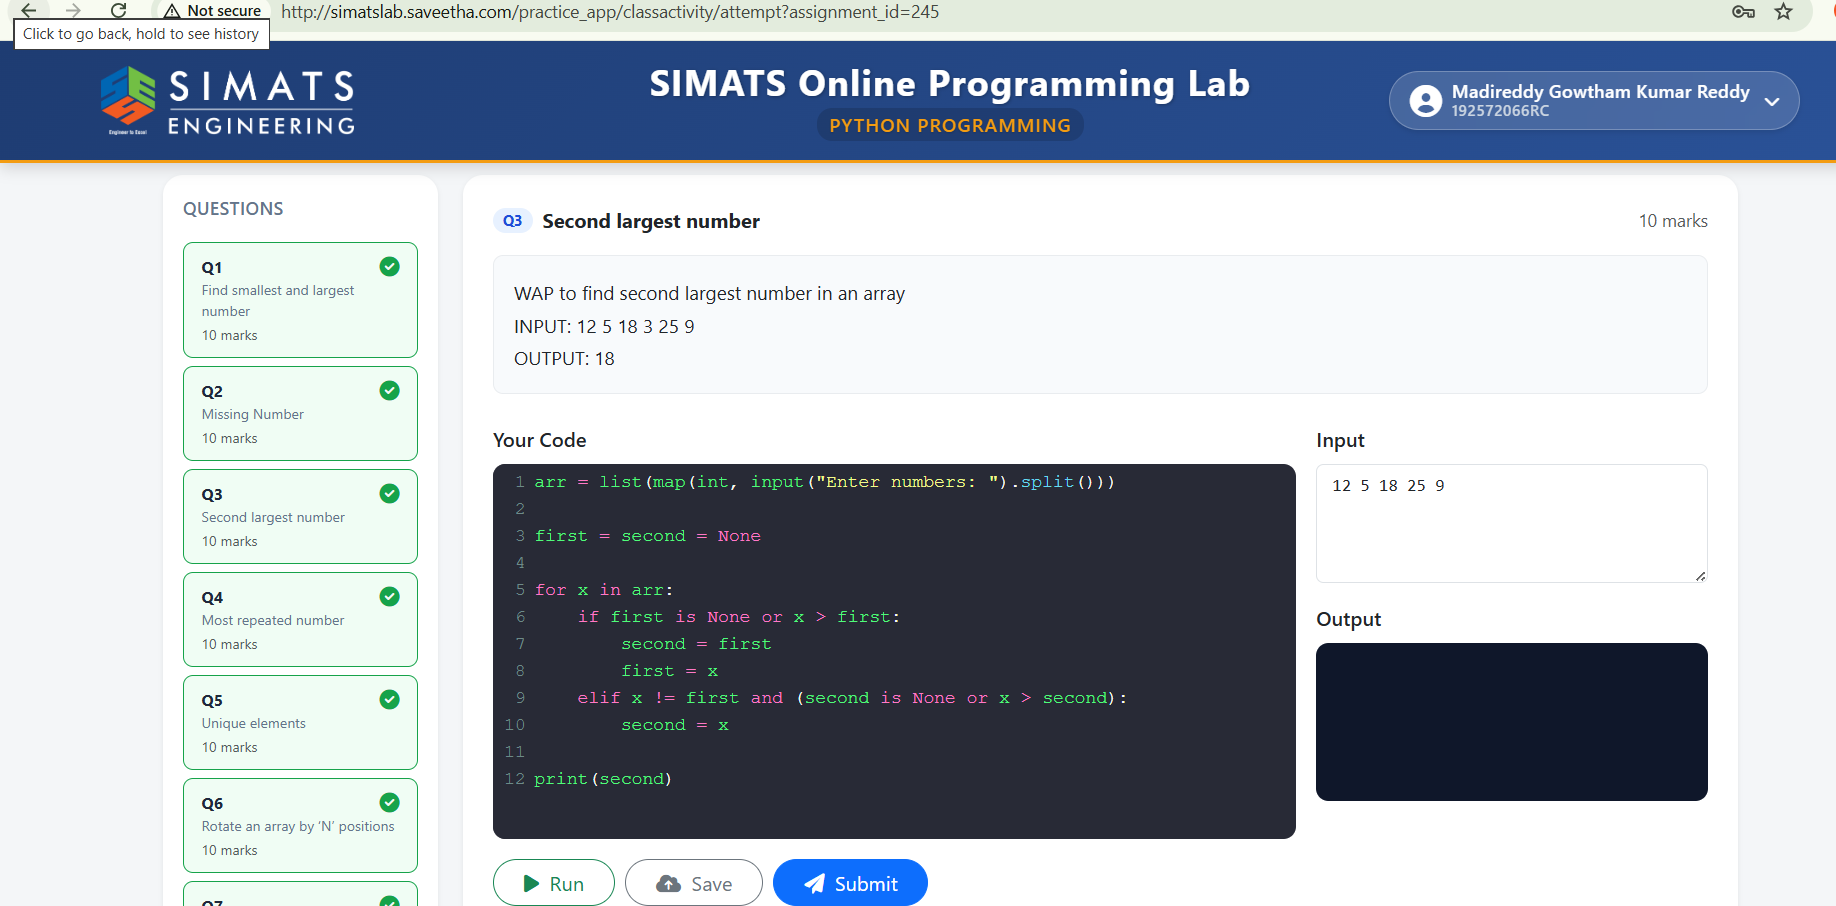 Not secure
http://simatslab.saveetha.com/practice_app/classactivity/attempt?assignment_id=245
Click to go back, hold to see history
SIMATS
ENGINEERING
Engineer to Excel
SIMATS Online Programming Lab
PYTHON PROGRAMMING
Madireddy Gowtham Kumar Reddy
192572066RC
QUESTIONS
Q1
Find smallest and largest
number
10 marks
Q2
Missing Number
10 marks
Q3
Second largest number
10 marks
Q4
Most repeated number
10 marks
Q5
Unique elements
10 marks
Q6
Rotate an array by ‘N’ positions
10 marks
Q7
Q3 Second largest number
10 marks
WAP to find second largest number in an array
INPUT: 12 5 18 3 25 9
OUTPUT: 18
Your Code
1 arr = list(map(int, input("Enter numbers: ").split()))
2
3 first = second = None
4
5 for x in arr:
6     if first is None or x > first:
7         second = first
8         first = x
9     elif x != first and (second is None or x > second):
10         second = x
11
12 print(second)
Input
12 5 18 25 9
Output
Run
Save
Submit